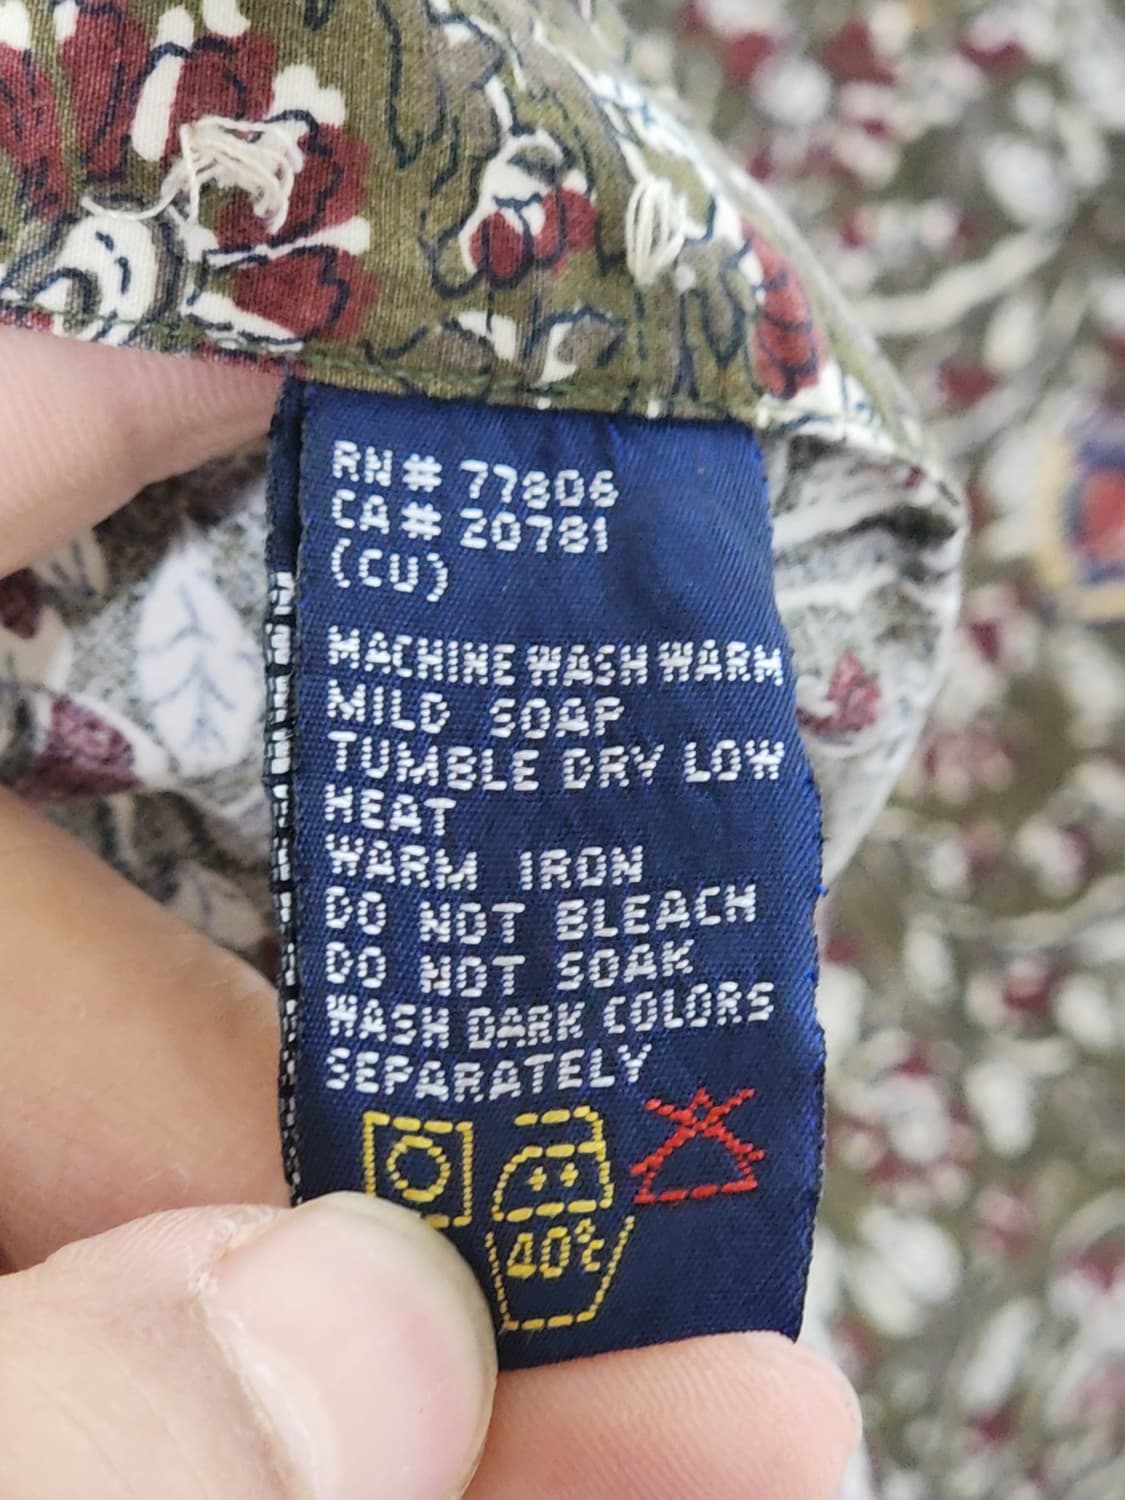 RN# 77806
CA# 20781
(CU)
MACHINE WASH WARM
MILD SOAP
TUMBLE DRY LOW
HEAT
WARM IRON
DO NOT BLEACH
DO NOT SOAK
WASH DARK COLORS
SEPARATELY
40°C